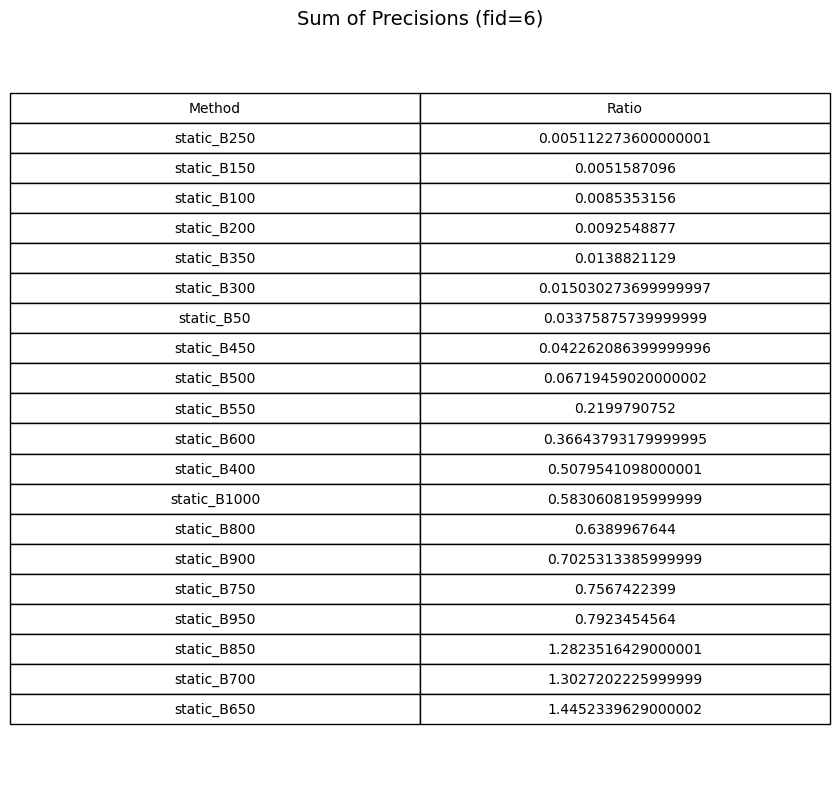 Sum of Precisions (fid=6)
Method Ratio
static_B250 0.005112273600000001
static_B150 0.0051587096
static_B100 0.0085353156
static_B200 0.0092548877
static_B350 0.0138821129
static_B300 0.015030273699999997
static_B50 0.03375875739999999
static_B450 0.042262086399999996
static_B500 0.06719459020000002
static_B550 0.2199790752
static_B600 0.36643793179999995
static_B400 0.5079541098000001
static_B1000 0.5830608195999999
static_B800 0.6389967644
static_B900 0.7025313385999999
static_B750 0.7567422399
static_B950 0.7923454564
static_B850 1.2823516429000001
static_B700 1.3027202225999999
static_B650 1.4452339629000002